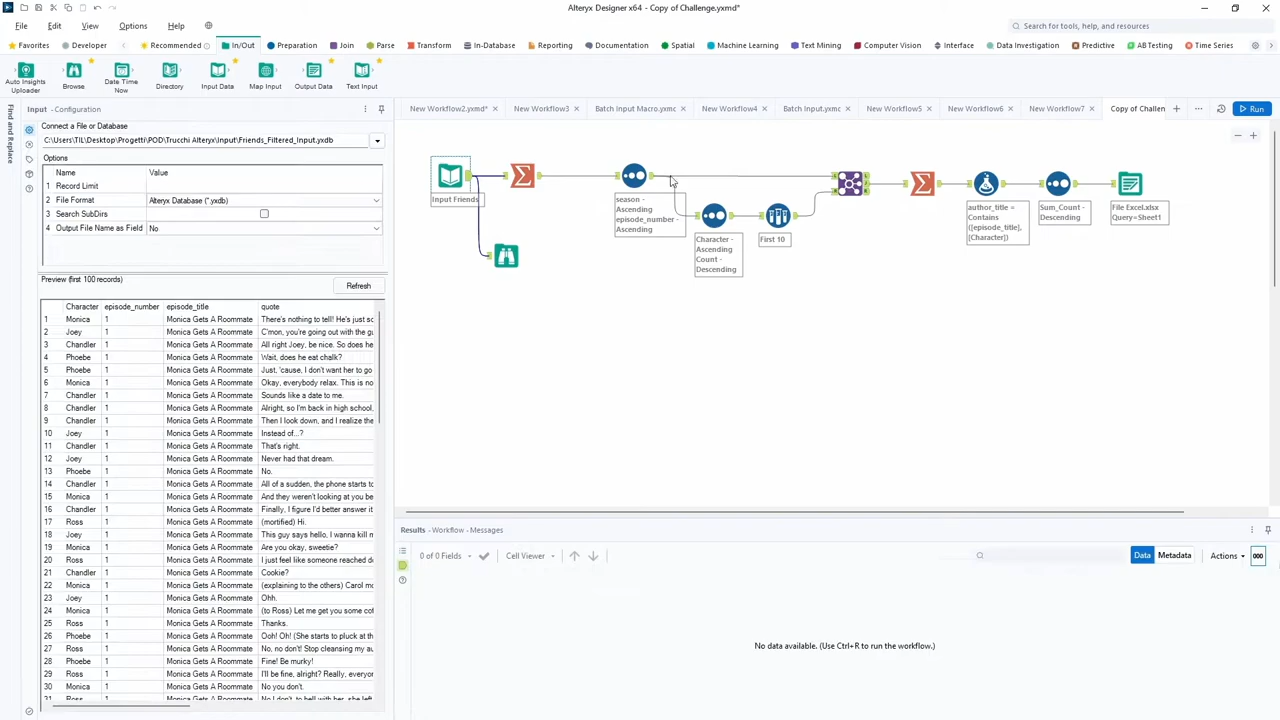 Alteryx Designer x64 - Copy of Challenge.yxmd*
File Edit View Options Help
Search for tools, help, and resources
Favorites Developer Recommended In/Out Preparation Join Parse Transform In-Database Reporting Documentation Spatial Machine Learning Text Mining Computer Vision Interface Data Investigation Predictive AB Testing Time Series
Auto Insights Uploader
Browse
Date Time Now
Directory
Input Data
Map Input
Output Data
Text Input
Find and Replace
Input - Configuration
Connect a File or Database
C:\Users\TIL\Desktop\Progetti\POD\Trucchi Alteryx\Input\Friends_Filtered_Input.yxdb
Options
Name Value
1 Record Limit
2 File Format Alteryx Database (*.yxdb)
3 Search SubDirs
4 Output File Name as Field No
Preview (first 100 records)
Refresh
Character episode_number episode_title quote
1 Monica 1 Monica Gets A Roommate There's nothing to tell! He's just sc
2 Joey 1 Monica Gets A Roommate C'mon, you're going out with the gu
3 Chandler 1 Monica Gets A Roommate All right Joey, be nice. So does he
4 Phoebe 1 Monica Gets A Roommate Wait, does he eat chalk?
5 Phoebe 1 Monica Gets A Roommate Just, 'cause, I don't want her to go
6 Monica 1 Monica Gets A Roommate Okay, everybody relax. This is no
7 Chandler 1 Monica Gets A Roommate Sounds like a date to me.
8 Chandler 1 Monica Gets A Roommate Alright, so I'm back in high school,
9 Chandler 1 Monica Gets A Roommate Then I look down, and I realize the
10 Joey 1 Monica Gets A Roommate Instead of...?
11 Chandler 1 Monica Gets A Roommate That's right.
12 Joey 1 Monica Gets A Roommate Never had that dream.
13 Phoebe 1 Monica Gets A Roommate No.
14 Chandler 1 Monica Gets A Roommate All of a sudden, the phone starts to
15 Monica 1 Monica Gets A Roommate And they weren't looking at you be
16 Chandler 1 Monica Gets A Roommate Finally, I figure I'd better answer it
17 Ross 1 Monica Gets A Roommate (mortified) Hi.
18 Joey 1 Monica Gets A Roommate This guy says hello, I wanna kill m
19 Monica 1 Monica Gets A Roommate Are you okay, sweetie?
20 Ross 1 Monica Gets A Roommate I just feel like someone reached do
21 Chandler 1 Monica Gets A Roommate Cookie?
22 Monica 1 Monica Gets A Roommate (explaining to the others) Carol mo
23 Joey 1 Monica Gets A Roommate Ohh.
24 Monica 1 Monica Gets A Roommate (to Ross) Let me get you some cof
25 Ross 1 Monica Gets A Roommate Thanks.
26 Phoebe 1 Monica Gets A Roommate Ooh! Oh! (She starts to pluck at th
27 Ross 1 Monica Gets A Roommate No, no don't! Stop cleansing my au
28 Phoebe 1 Monica Gets A Roommate Fine! Be murky!
29 Ross 1 Monica Gets A Roommate I'll be fine, alright? Really, everyon
30 Monica 1 Monica Gets A Roommate No you don't.
31 Ross 1 Monica Gets A Roommate No I don't, to hell with her, she left
New Workflow2.yxmd* New Workflow3 Batch Input Macro.yxmc New Workflow4 Batch Input.yxmc New Workflow5 New Workflow6 New Workflow7 Copy of Challen
Run
Input Friends
season -
Ascending
episode_number -
Ascending
Character -
Ascending
Count -
Descending
First 10
author_title =
Contains
([episode_title],
[Character])
Sum_Count -
Descending
File Excel.xlsx
Query=Sheet1
Results - Workflow - Messages
0 of 0 Fields Cell Viewer Data Metadata Actions 000
No data available. (Use Ctrl+R to run the workflow.)